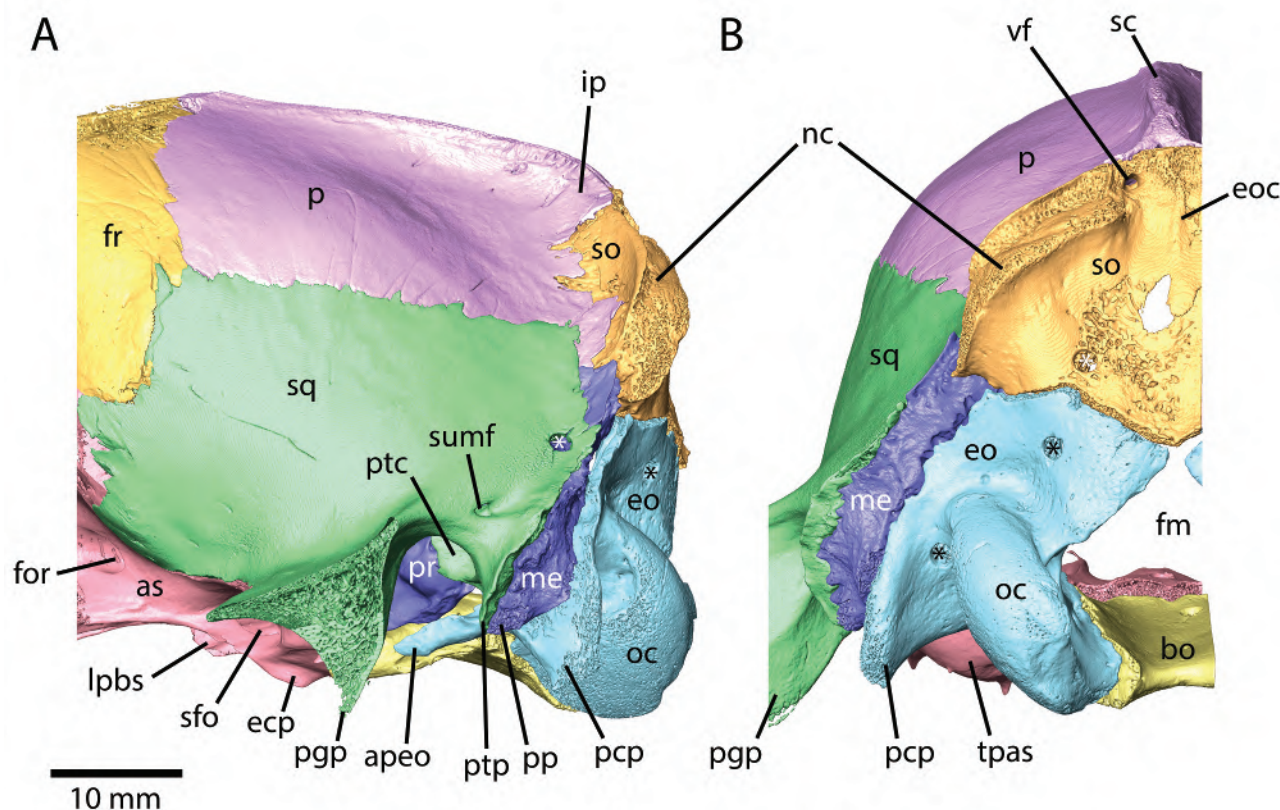 A
B
vf
sc
ip
nc
p
p
eoc
fr
so
so
sq
sq
sumf
*
*
*
ptc
eo
eo
*
me
fm
for
as
pr
me
*
oc
oc
bo
lpbs
sfo
ecp
pgp
apeo
ptp
pp
pcp
pgp
pcp
tpas
10 mm